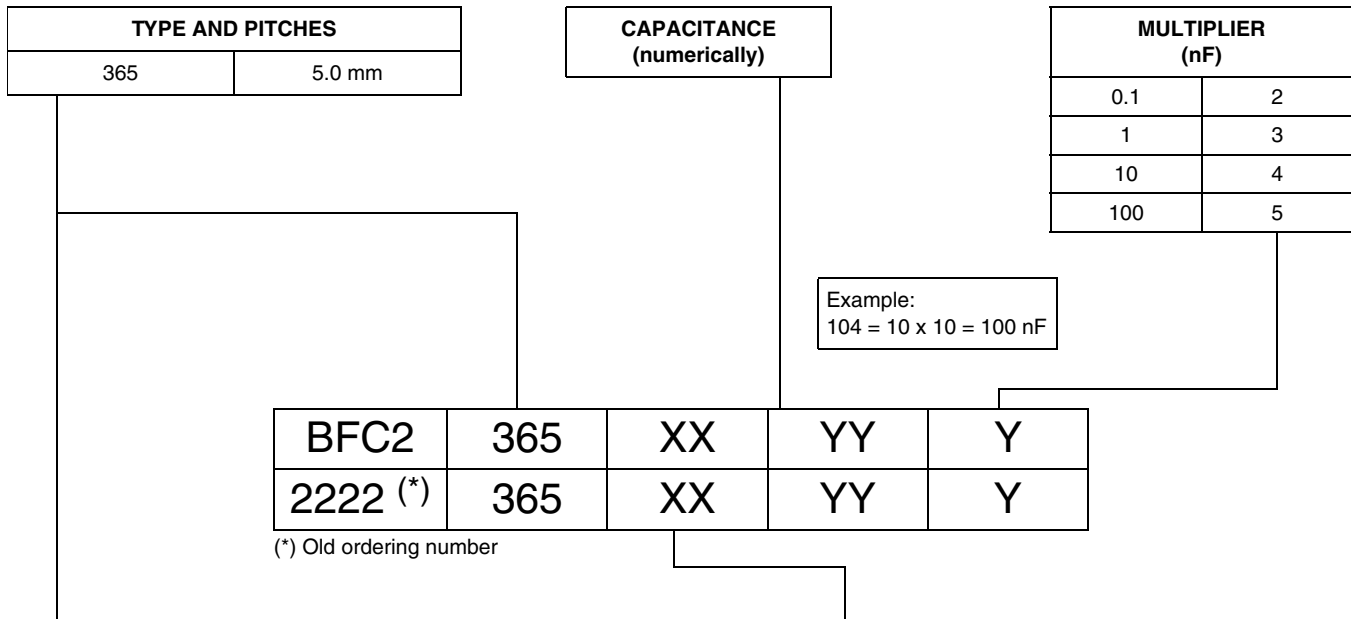 TYPE AND PITCHES
365 5.0 mm
CAPACITANCE
(numerically)
MULTIPLIER
(nF)
0.1 2
1 3
10 4
100 5
Example:
104 = 10 x 10 = 100 nF
BFC2 365 XX YY Y
2222 (*) 365 XX YY Y
(*) Old ordering number